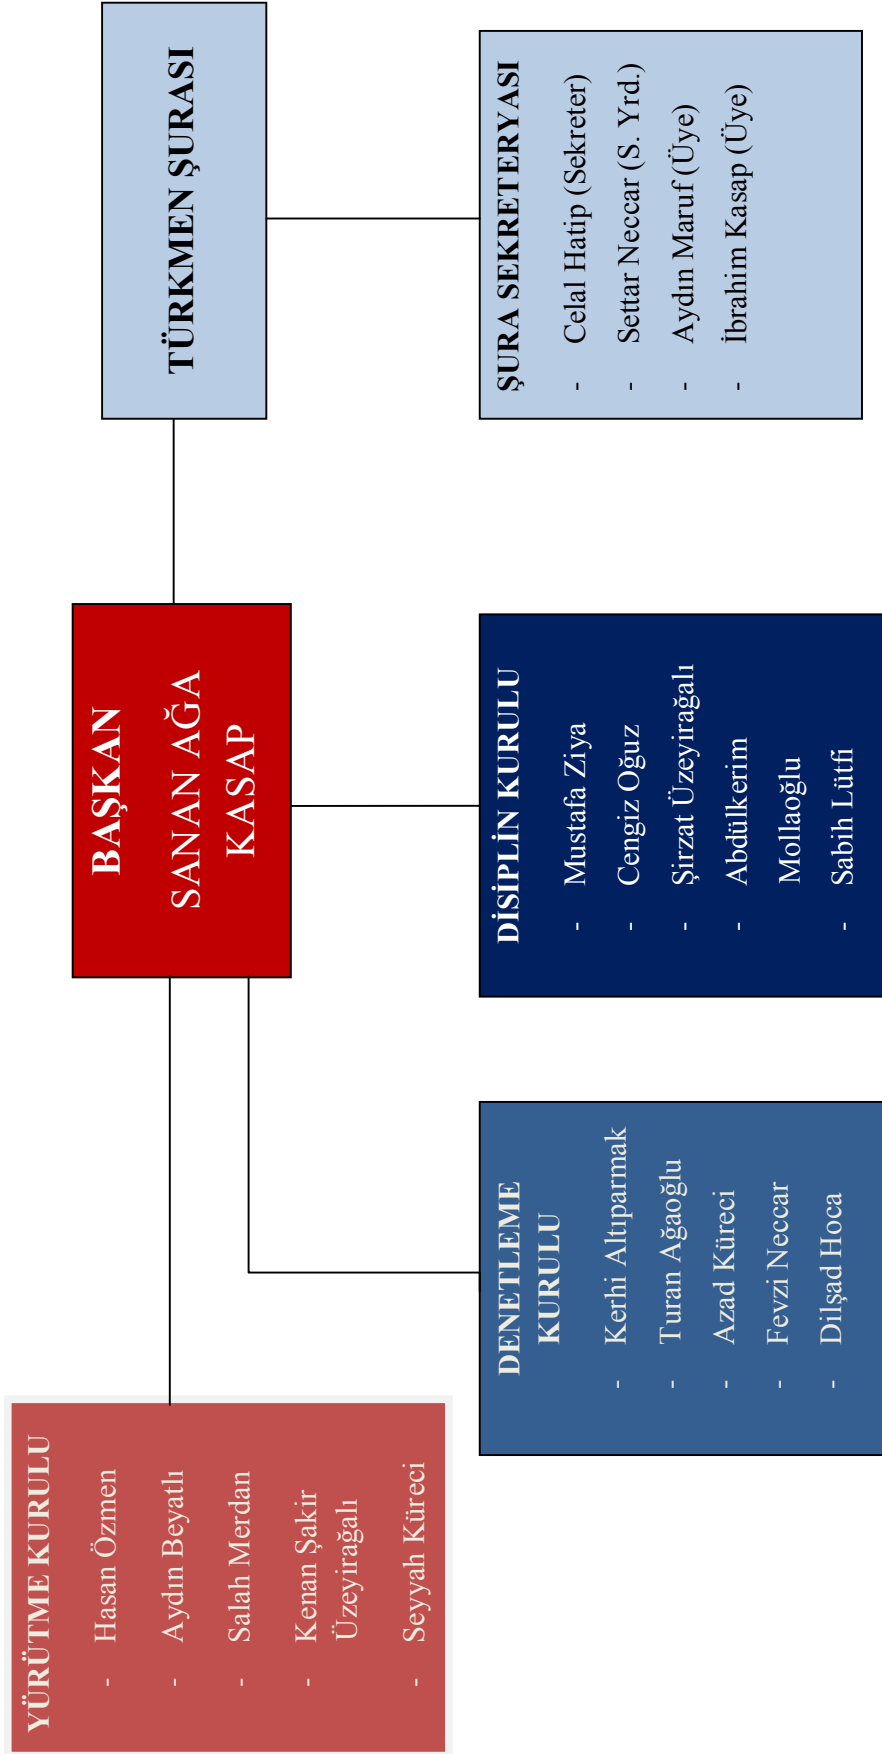 YÜRÜTME KURULU
- Hasan Özmen
- Aydın Beyatlı
- Salah Merdan
- Kenan Şakir
Üzeyirağalı
- Seyyah Küreci
BAŞKAN
SANAN AĞA
KASAP
TÜRKMEN ŞURASI
DENETLEME
KURULU
- Kerhi Altıparmak
- Turan Ağaoğlu
- Azad Küreci
- Fevzi Neccar
- Dilşad Hoca
DİSİPLİN KURULU
- Mustafa Ziya
- Cengiz Oğuz
- Şirzat Üzeyirağalı
- Abdülkerim
Mollaoğlu
- Sabih Lütfi
ŞURA SEKRETERYASI
- Celal Hatip (Sekreter)
- Settar Neccar (S. Yrd.)
- Aydın Maruf (Üye)
- İbrahim Kasap (Üye)